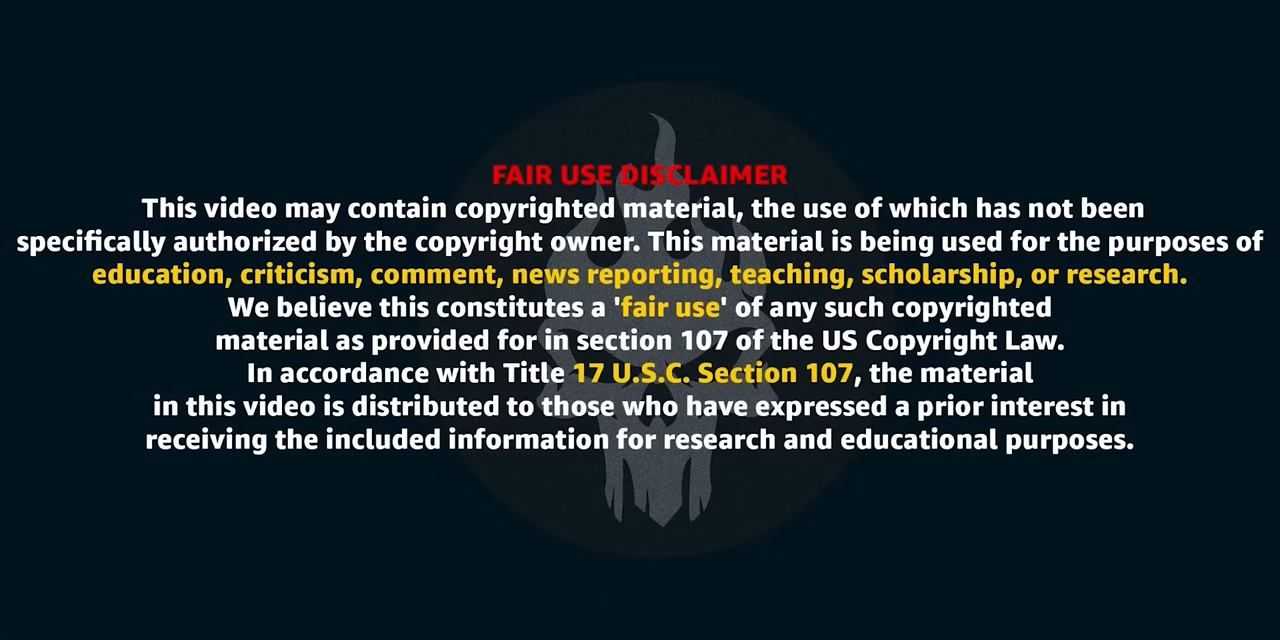 FAIR USE DISCLAIMER
This video may contain copyrighted material, the use of which has not been
specifically authorized by the copyright owner. This material is being used for the purposes of
education, criticism, comment, news reporting, teaching, scholarship, or research.
We believe this constitutes a 'fair use' of any such copyrighted
material as provided for in section 107 of the US Copyright Law.
In accordance with Title 17 U.S.C. Section 107, the material
in this video is distributed to those who have expressed a prior interest in
receiving the included information for research and educational purposes.